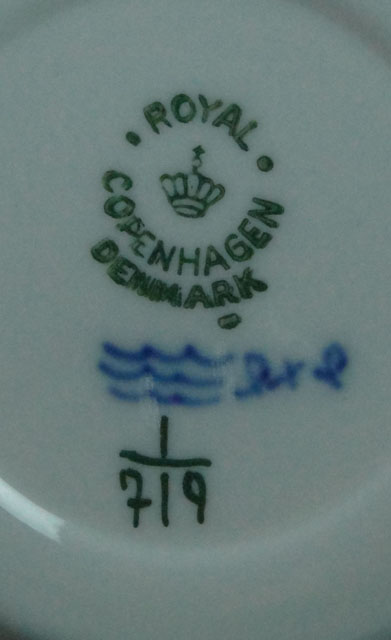 ROYAL
COPENHAGEN
DENMARK
1
719